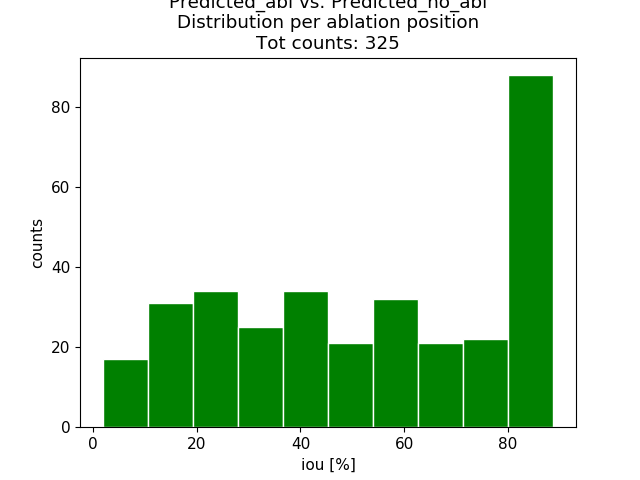 Predicted_abl vs. Predicted_no_abl
Distribution per ablation position
Tot counts: 325
80
60
40
20
0
counts
0 20 40 60 80
iou [%]